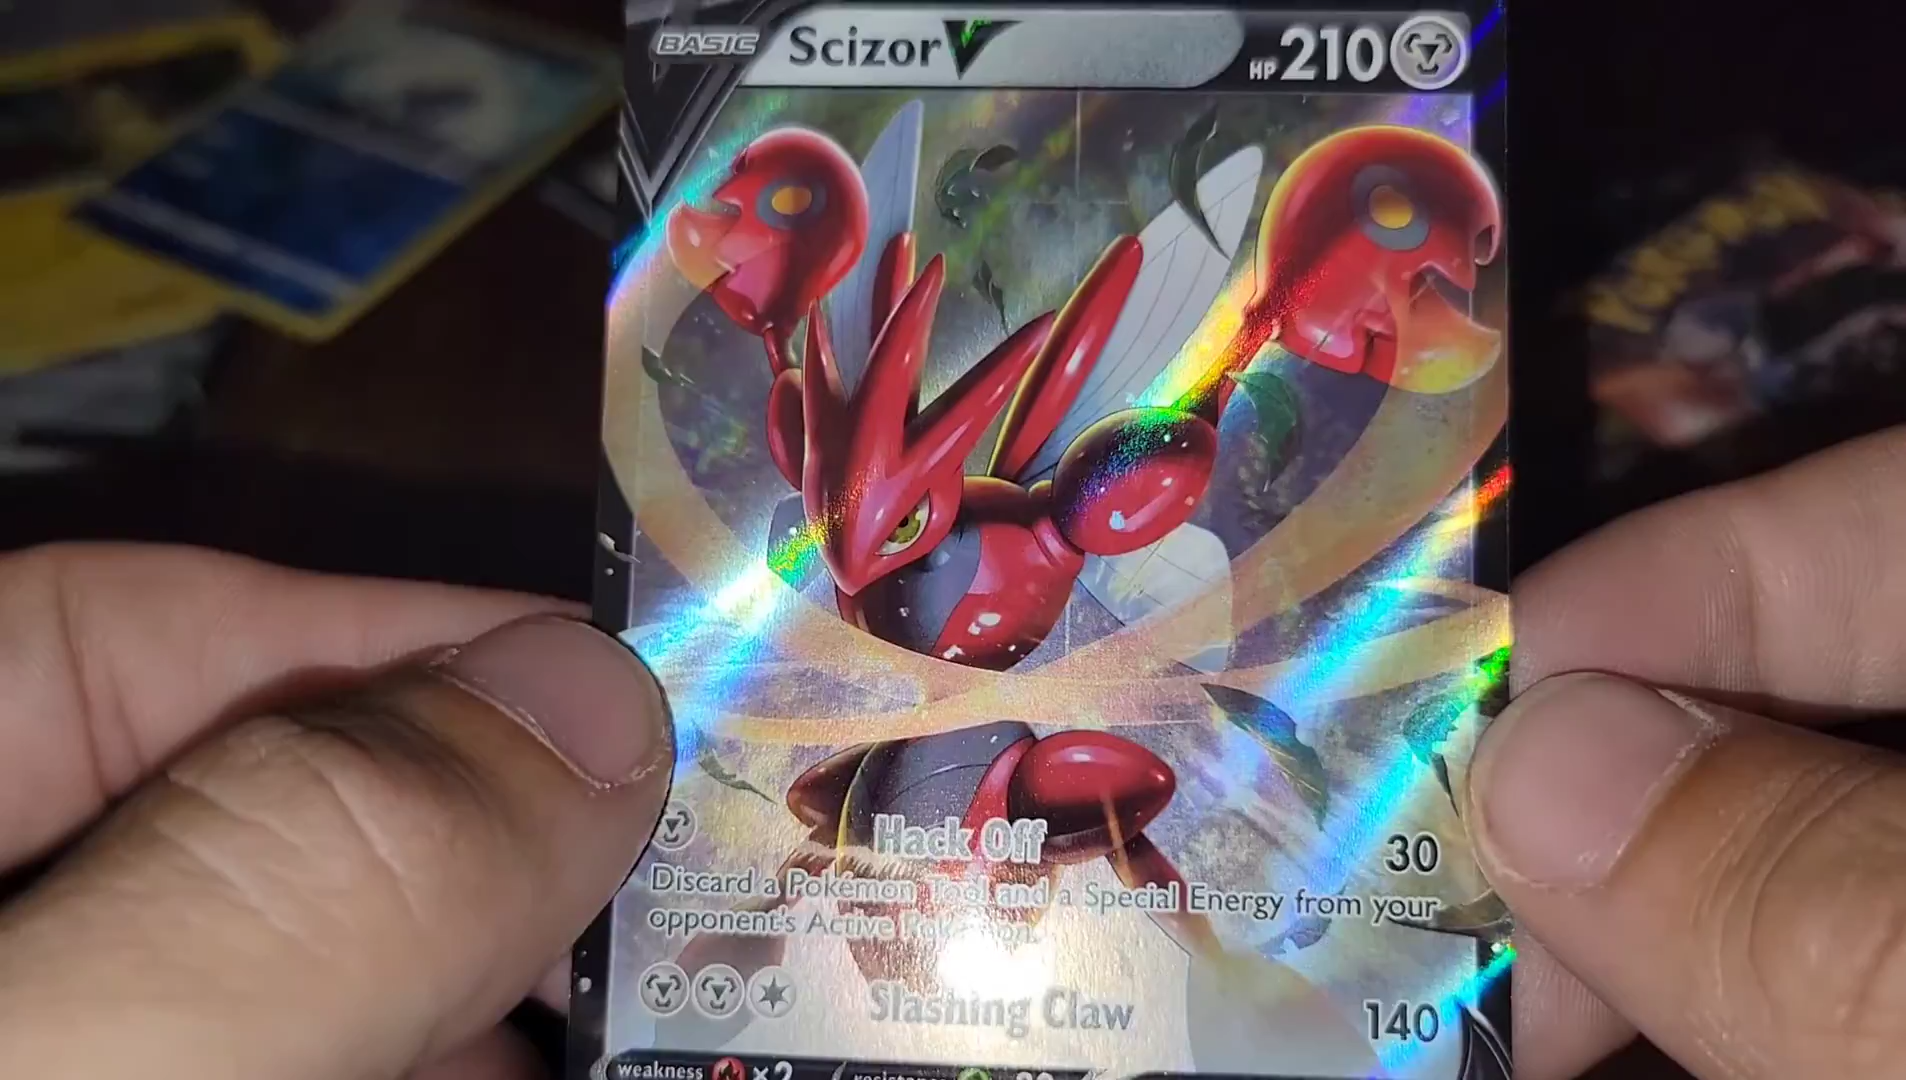 BASIC Scizor V HP 210
Hack Off 30
Discard a Pokémon Tool and a Special Energy from your
opponent's Active Pokémon.
Slashing Claw 140
weakness ×2